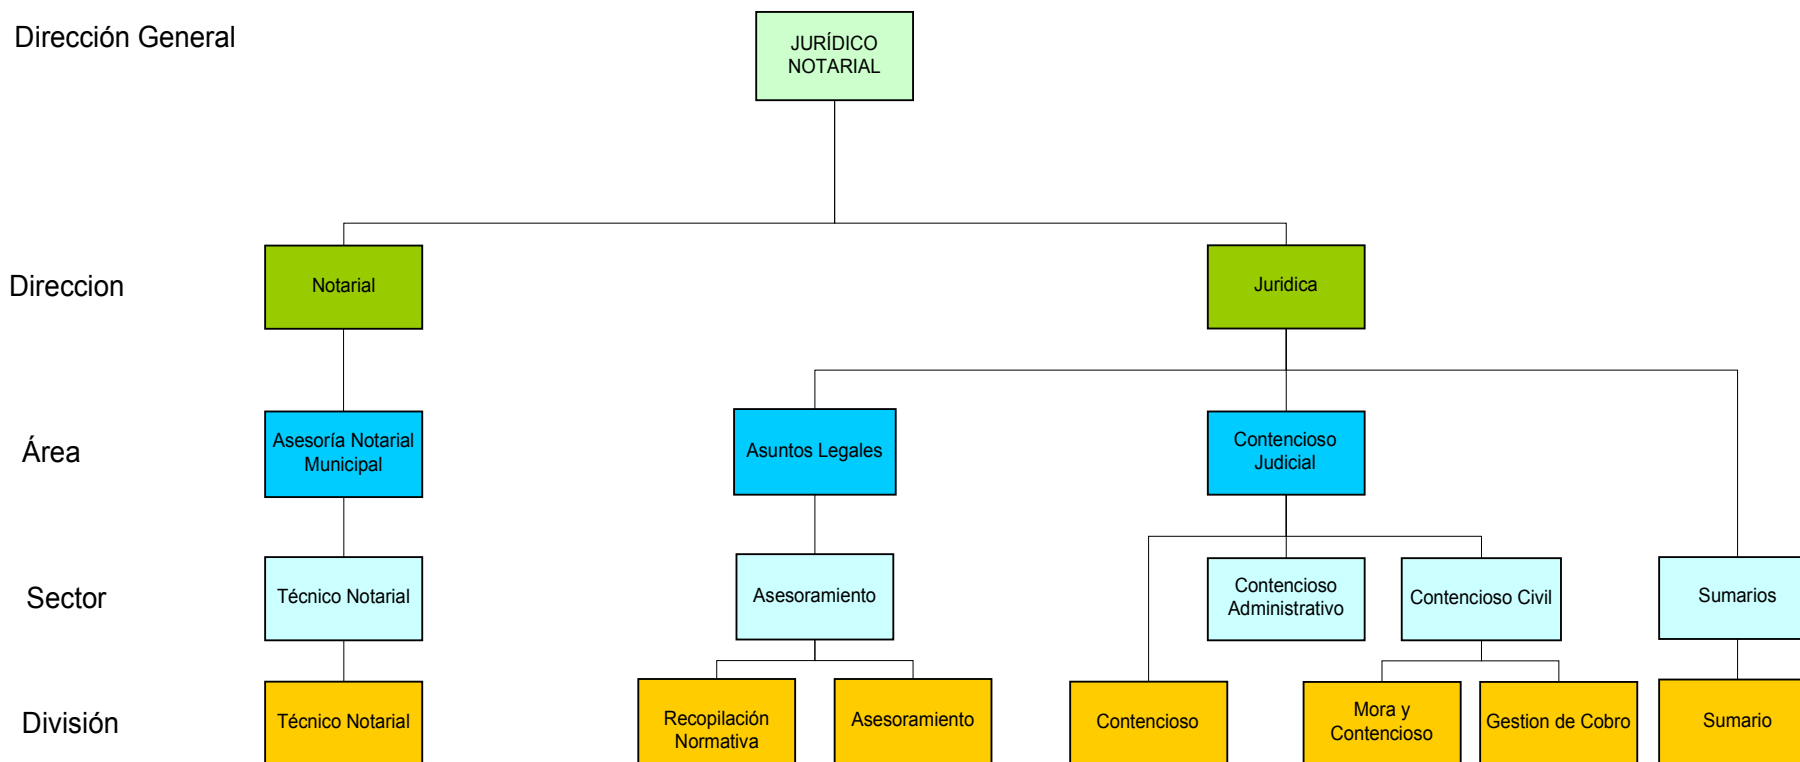 Dirección General
JURÍDICO
NOTARIAL
Direccion
Notarial
Juridica
Área
Asesoría Notarial
Municipal
Asuntos Legales
Contencioso
Judicial
Sector
Técnico Notarial
Asesoramiento
Contencioso
Administrativo
Contencioso Civil
Sumarios
División
Técnico Notarial
Recopilación
Normativa
Asesoramiento
Contencioso
Mora y
Contencioso
Gestion de Cobro
Sumario